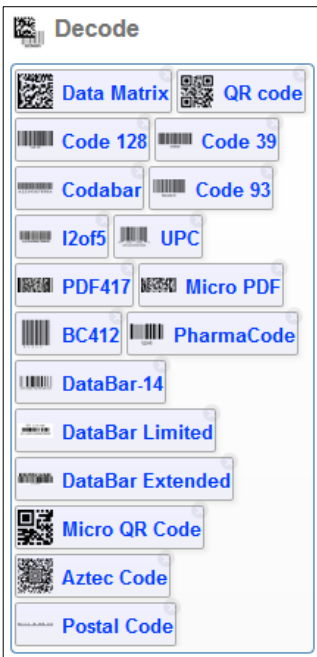 Decode
Data Matrix QR code
Code 128 Code 39
Codabar Code 93
I2of5 UPC
PDF417 Micro PDF
BC412 PharmaCode
DataBar-14
DataBar Limited
DataBar Extended
Micro QR Code
Aztec Code
Postal Code